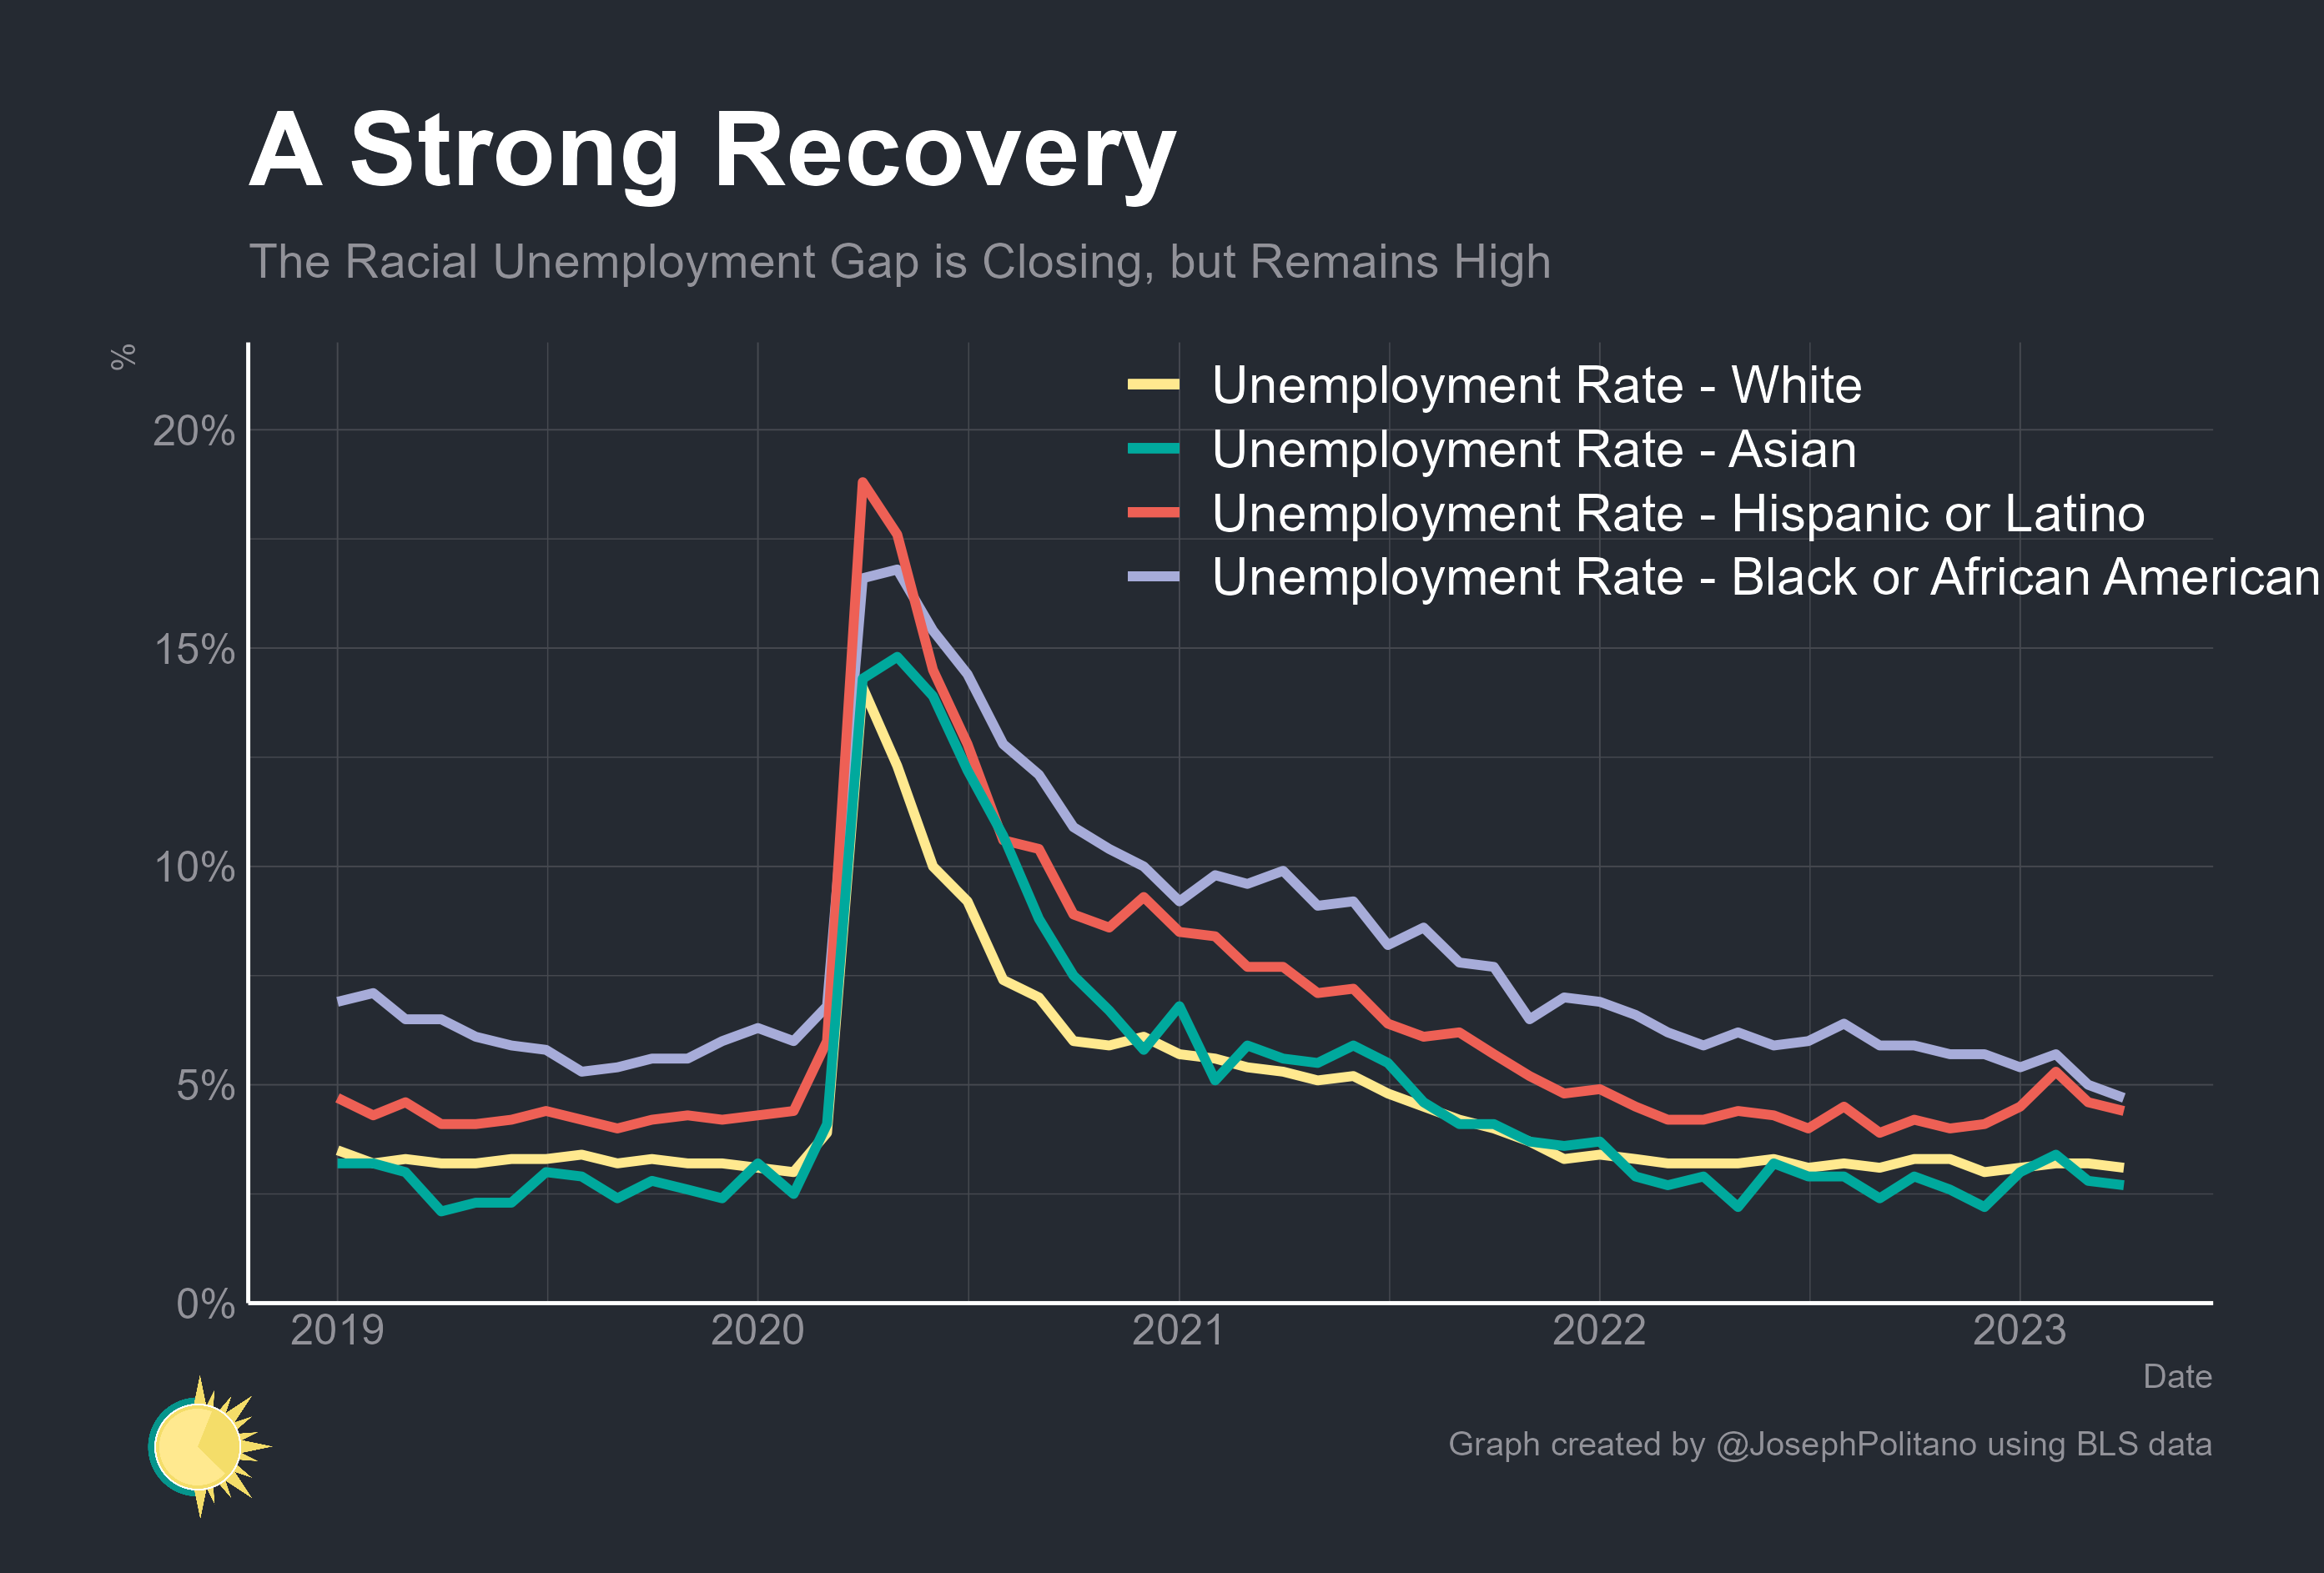 A Strong Recovery
The Racial Unemployment Gap is Closing, but Remains High
%
Unemployment Rate - White
Unemployment Rate - Asian
Unemployment Rate - Hispanic or Latino
Unemployment Rate - Black or African American
20%
15%
10%
5%
0%
2019
2020
2021
2022
2023
Date
Graph created by @JosephPolitano using BLS data